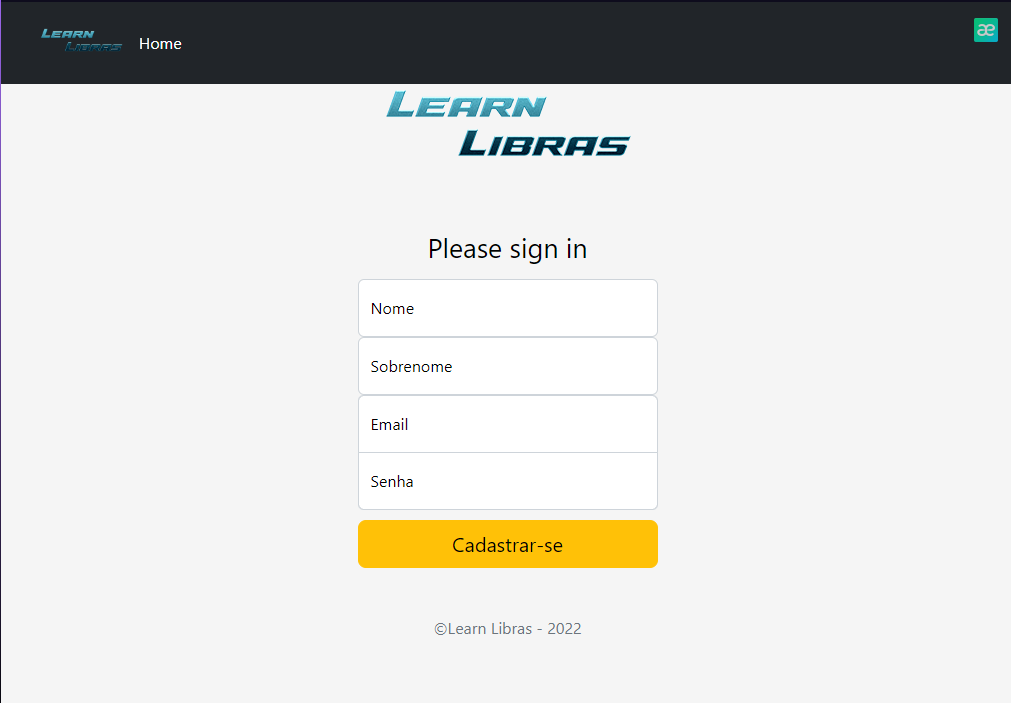 LEARN
LIBRAS
Home
æ
LEARN
LIBRAS
Please sign in
Nome
Sobrenome
Email
Senha
Cadastrar-se
©Learn Libras - 2022